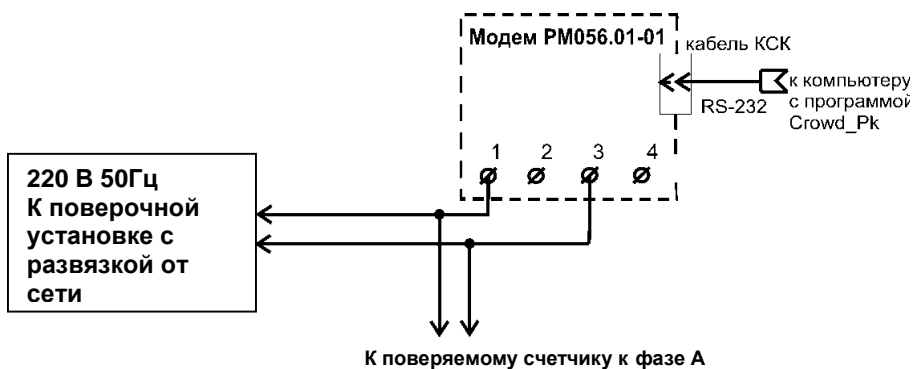 Модем РМ056.01-01
кабель КСК
к компьютеру
с программой
Crowd_Pk
RS-232
1 2 3 4
220 В 50Гц
К поверочной
установке с
развязкой от
сети
К поверяемому счетчику к фазе А